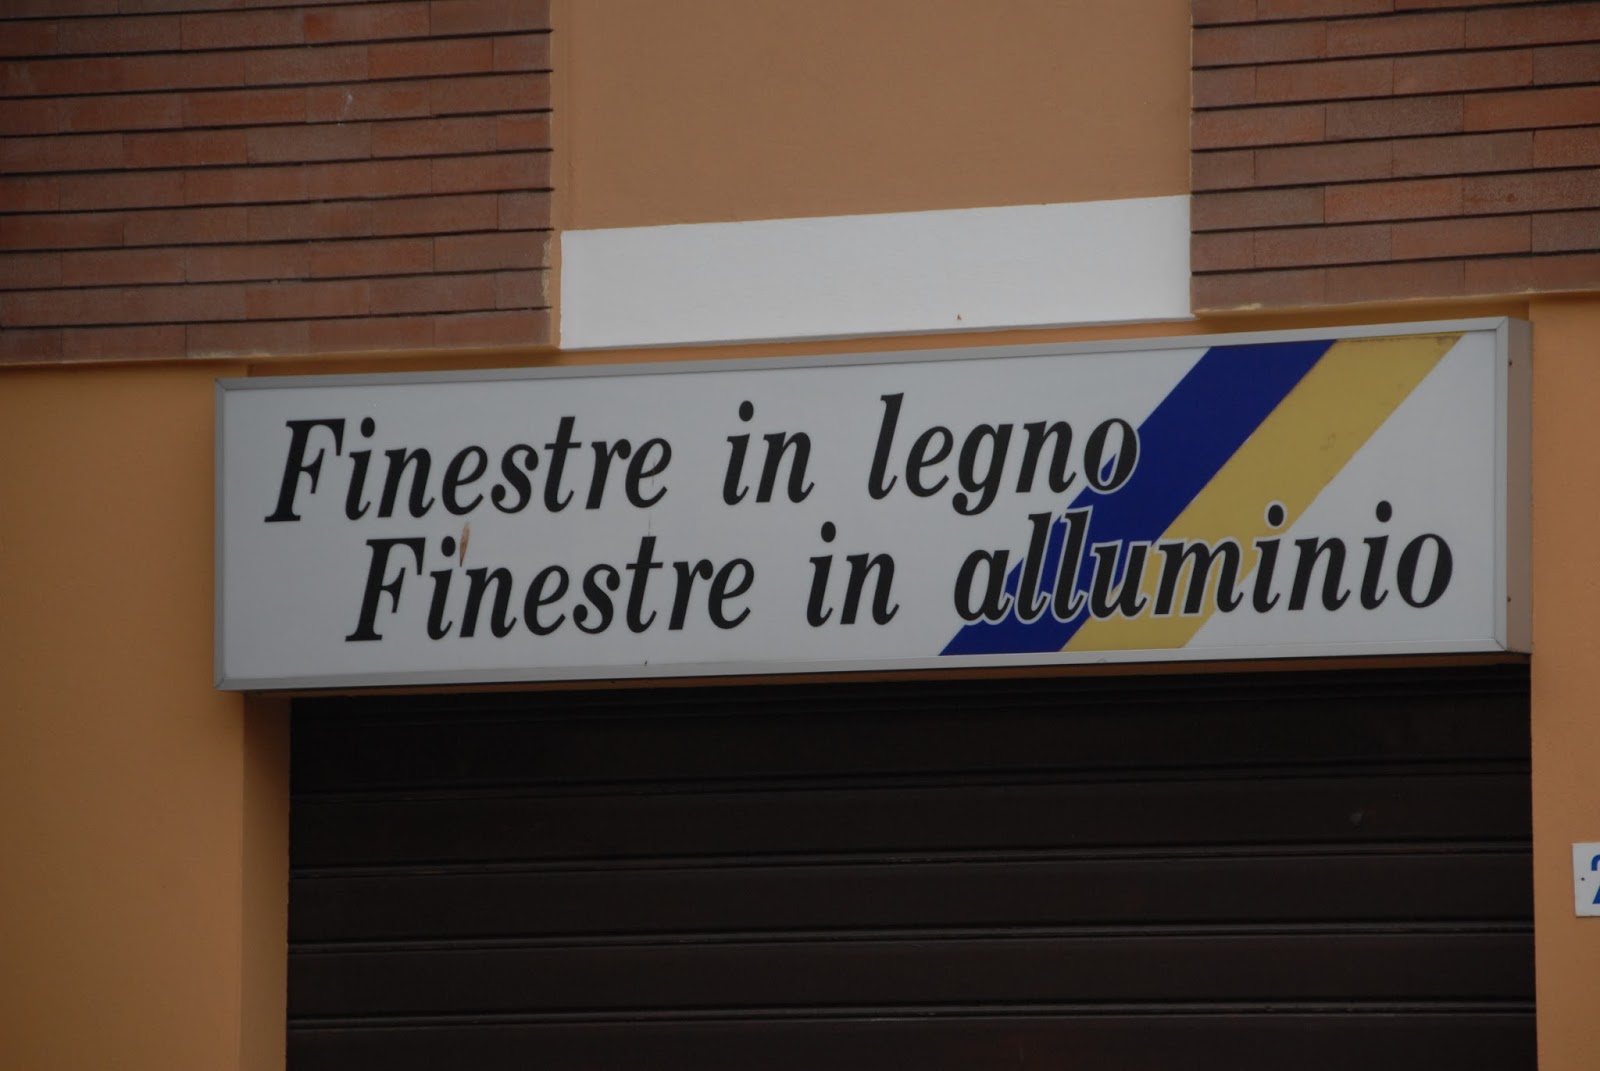 Finestre in legno
Finestre in alluminio